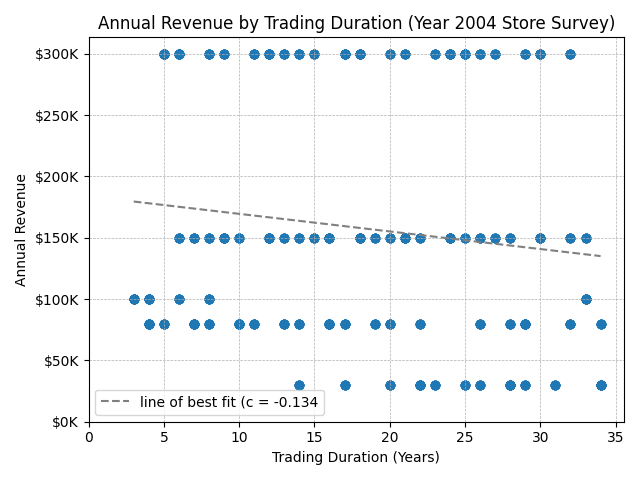 Annual Revenue by Trading Duration (Year 2004 Store Survey)
$300K
$250K
$200K
$150K
$100K
$50K
$0K
Annual Revenue
line of best fit (c = -0.134
0 5 10 15 20 25 30 35
Trading Duration (Years)